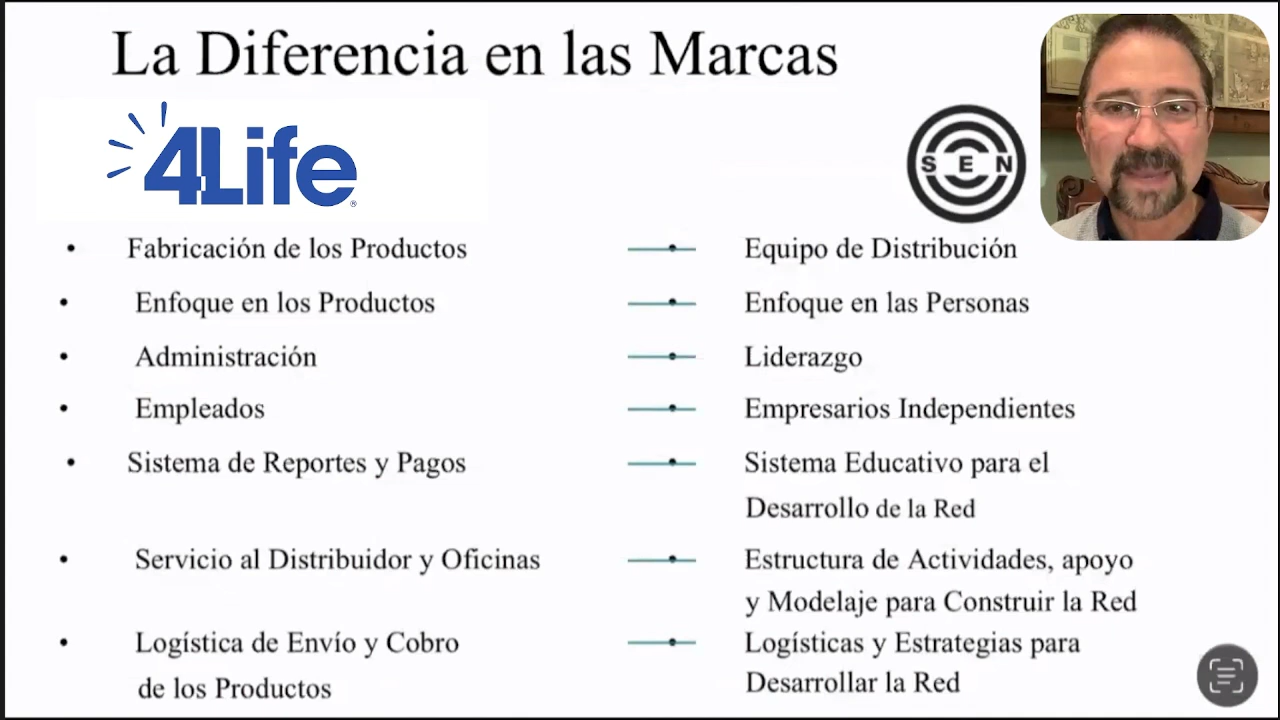 La Diferencia en las Marcas
4Life®
S E N
• Fabricación de los Productos
• Equipo de Distribución
• Enfoque en los Productos
• Enfoque en las Personas
• Administración
• Liderazgo
• Empleados
• Empresarios Independientes
• Sistema de Reportes y Pagos
• Sistema Educativo para el
Desarrollo de la Red
• Servicio al Distribuidor y Oficinas
• Estructura de Actividades, apoyo
y Modelaje para Construir la Red
• Logística de Envío y Cobro
de los Productos
• Logísticas y Estrategias para
Desarrollar la Red